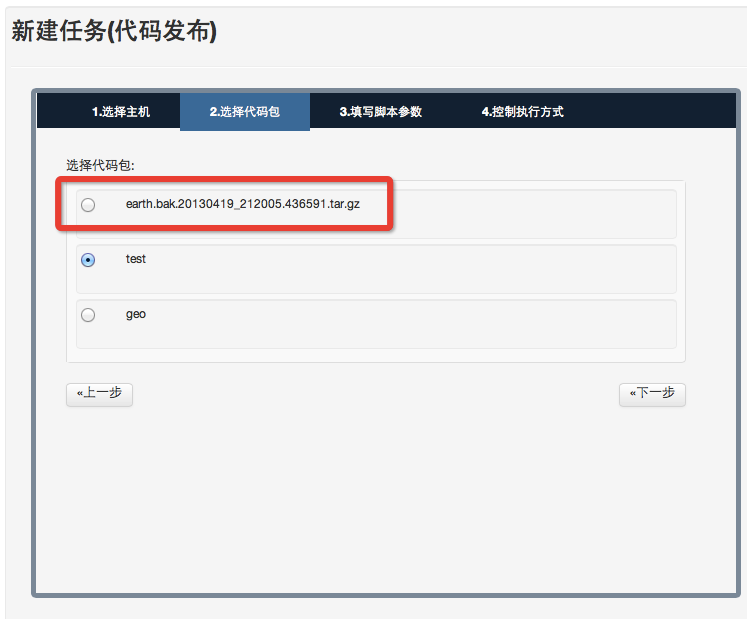 新建任务(代码发布)
1.选择主机 2.选择代码包 3.填写脚本参数 4.控制执行方式
选择代码包:
earth.bak.20130419_212005.436591.tar.gz
test
geo
«上一步 «下一步